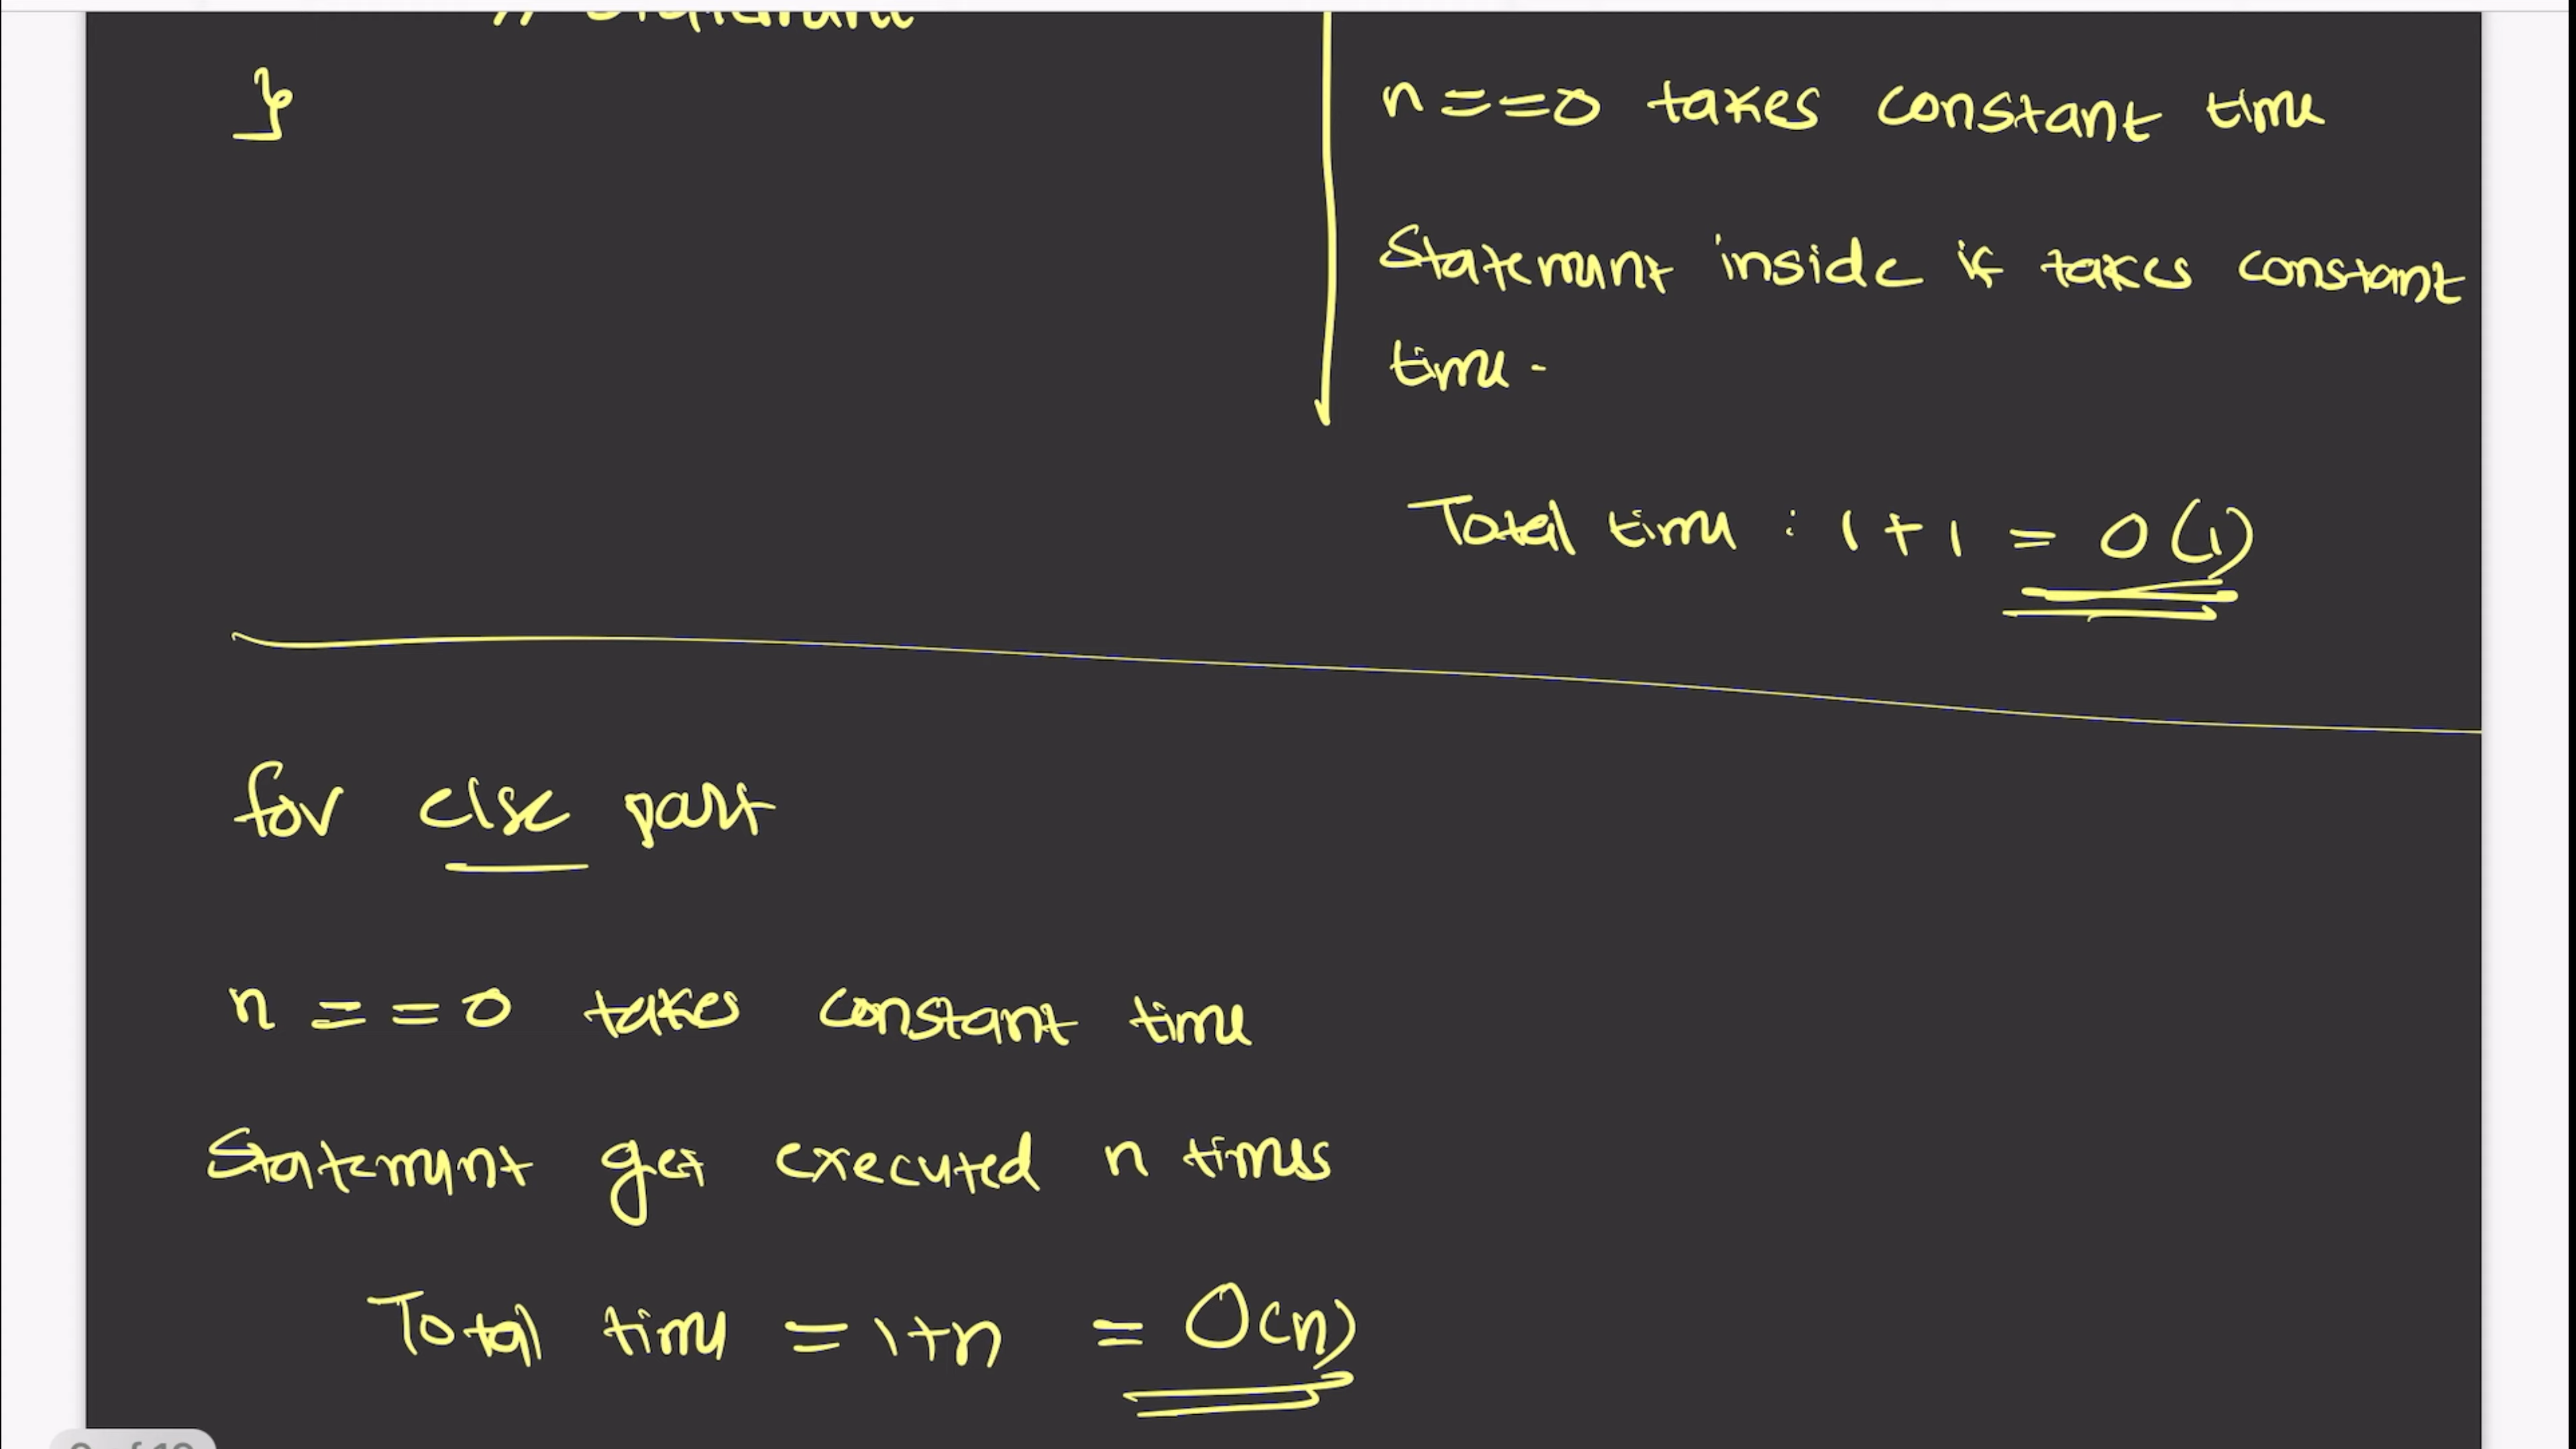 // statement
}
n == 0 takes constant time
Statement inside if takes constant
time.
Total time : 1 + 1 = O(1)
for else part
n == 0 takes constant time
Statement get executed n times
Total time = 1+n = O(n)